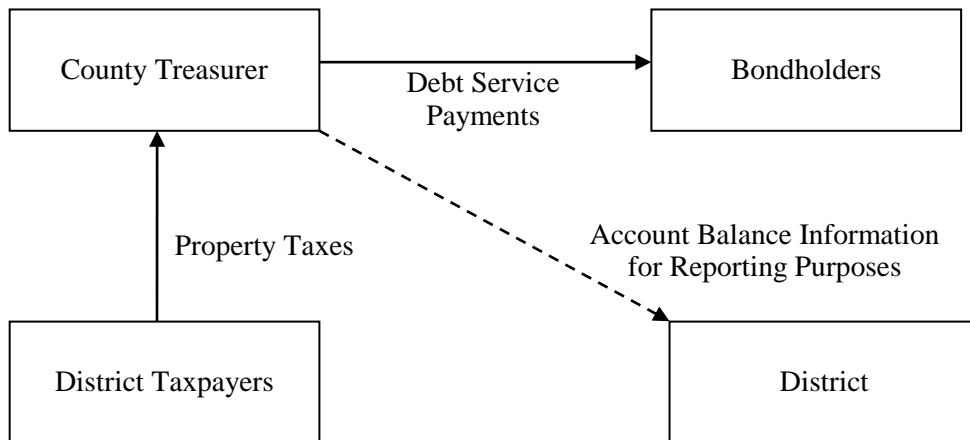 County Treasurer
Bondholders
Debt Service
Payments
Property Taxes
Account Balance Information
for Reporting Purposes
District Taxpayers
District